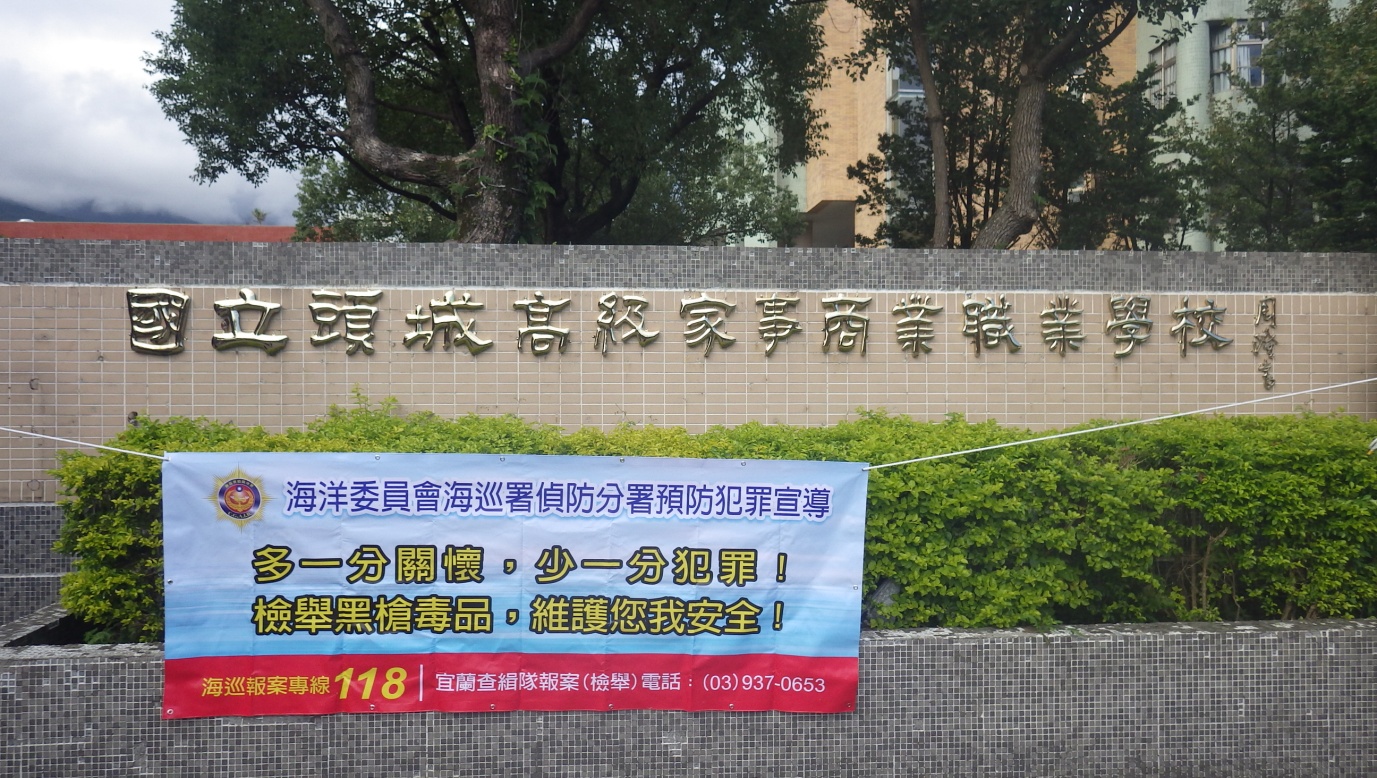 國立頭城高級家事商業職業學校
海洋委員會海巡署偵防分署預防犯罪宣導
多一分關懷，少一分犯罪！
檢舉黑槍毒品，維護您我安全！
海巡報案專線118 | 宜蘭查緝隊報案(檢舉)電話：(03)937-0653